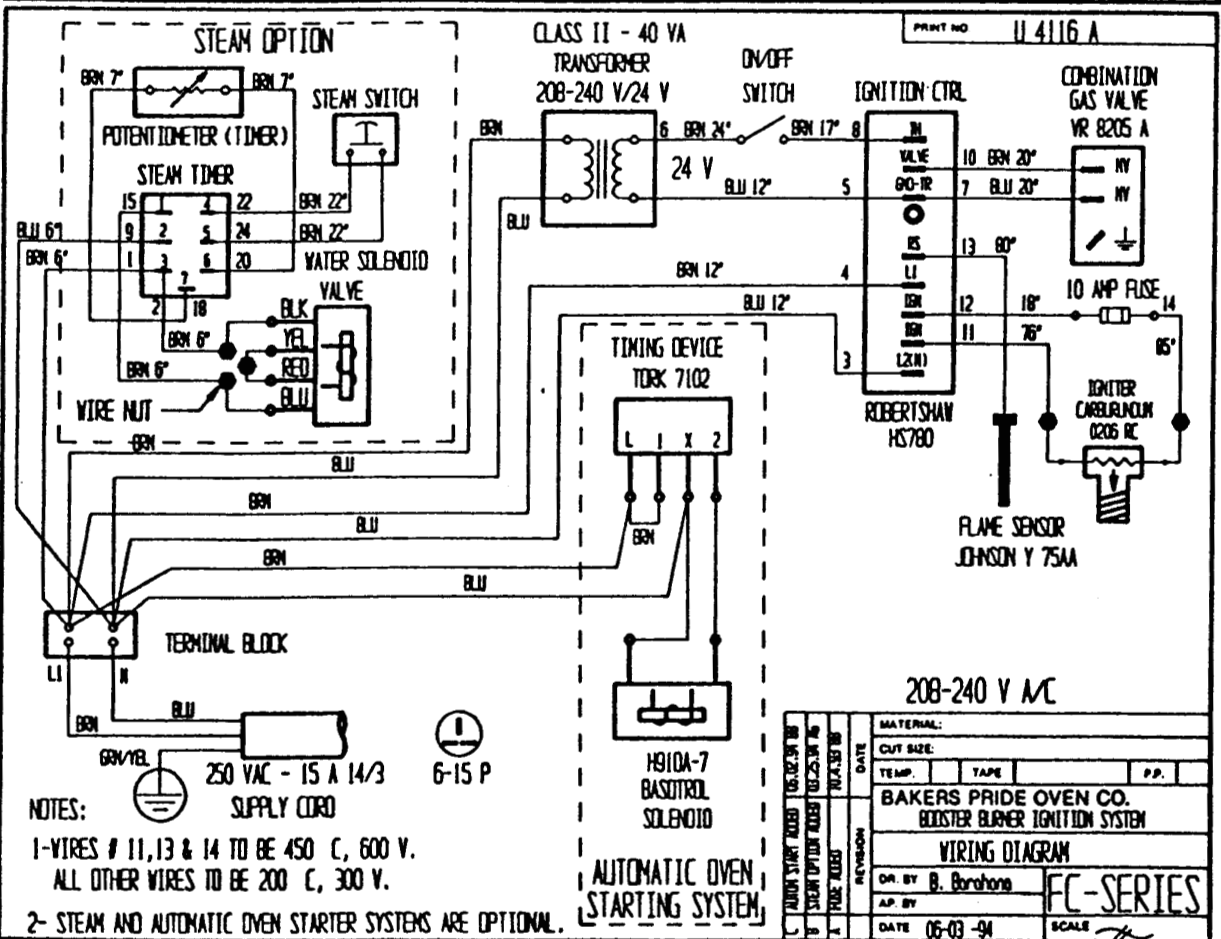 PRINT NO. U 4116 A
STEAM OPTION
BRN 7"
BRN 7"
POTENTIOMETER (TIMER)
STEAM SWITCH
STEAM TIMER
15 1 4 22 BRN 22"
BLU 6" 9 2 5 24 BRN 22"
BRN 6" 1 3 6 20
7
2 18
WATER SOLENOID
VALVE
BLK
YEL
RED
BLU
BRN 6"
BRN 6"
WIRE NUT
CLASS II - 40 VA
TRANSFORMER
208-240 V/24 V
BRN
BLU
24 V
ON/OFF
SWITCH
6 BRN 24" BRN 17" 8
BLU 12" 5
IGNITION CTRL
TH
VALVE
GND-TR
RS
L1
IGN
IGN
L2(N)
ROBERTSHAW
HS780
10 BRN 20"
7 BLU 20"
COMBINATION
GAS VALVE
VR 8205 A
MV
MV
13 80"
12 18"
11 76"
10 AMP FUSE
14
85"
IGNITER
CARBURUNDUM
0206 RC
FLAME SENSOR
JOHNSON Y 75AA
BRN 12" 4
BLU 12"
3
BRN
BLU
BRN
BLU
BRN
BLU
TIMING DEVICE
TORK 7102
L 1 X 2
BRN
H910A-7
BASOTROL
SOLENOID
AUTOMATIC OVEN
STARTING SYSTEM
TERMINAL BLOCK
L1 N
BRN
BLU
GRN/YEL
250 VAC - 15 A 14/3
SUPPLY CORD
6-15 P
NOTES:
1-WIRES # 11,13 & 14 TO BE 450 C, 600 V.
ALL OTHER WIRES TO BE 200 C, 300 V.
2- STEAM AND AUTOMATIC OVEN STARTER SYSTEMS ARE OPTIONAL.
208-240 V A/C
MATERIAL:
CUT SIZE:
TEMP. TAPE P.P.
BAKERS PRIDE OVEN CO.
BOOSTER BURNER IGNITION SYSTEM
WIRING DIAGRAM
DR. BY B. Barahona
AP. BY
FC-SERIES
DATE 06-03-94
SCALE
DATE
REVISION
C AUTOM START ADDED
B STEAM OPTION ADDED
A FUSE ADDED